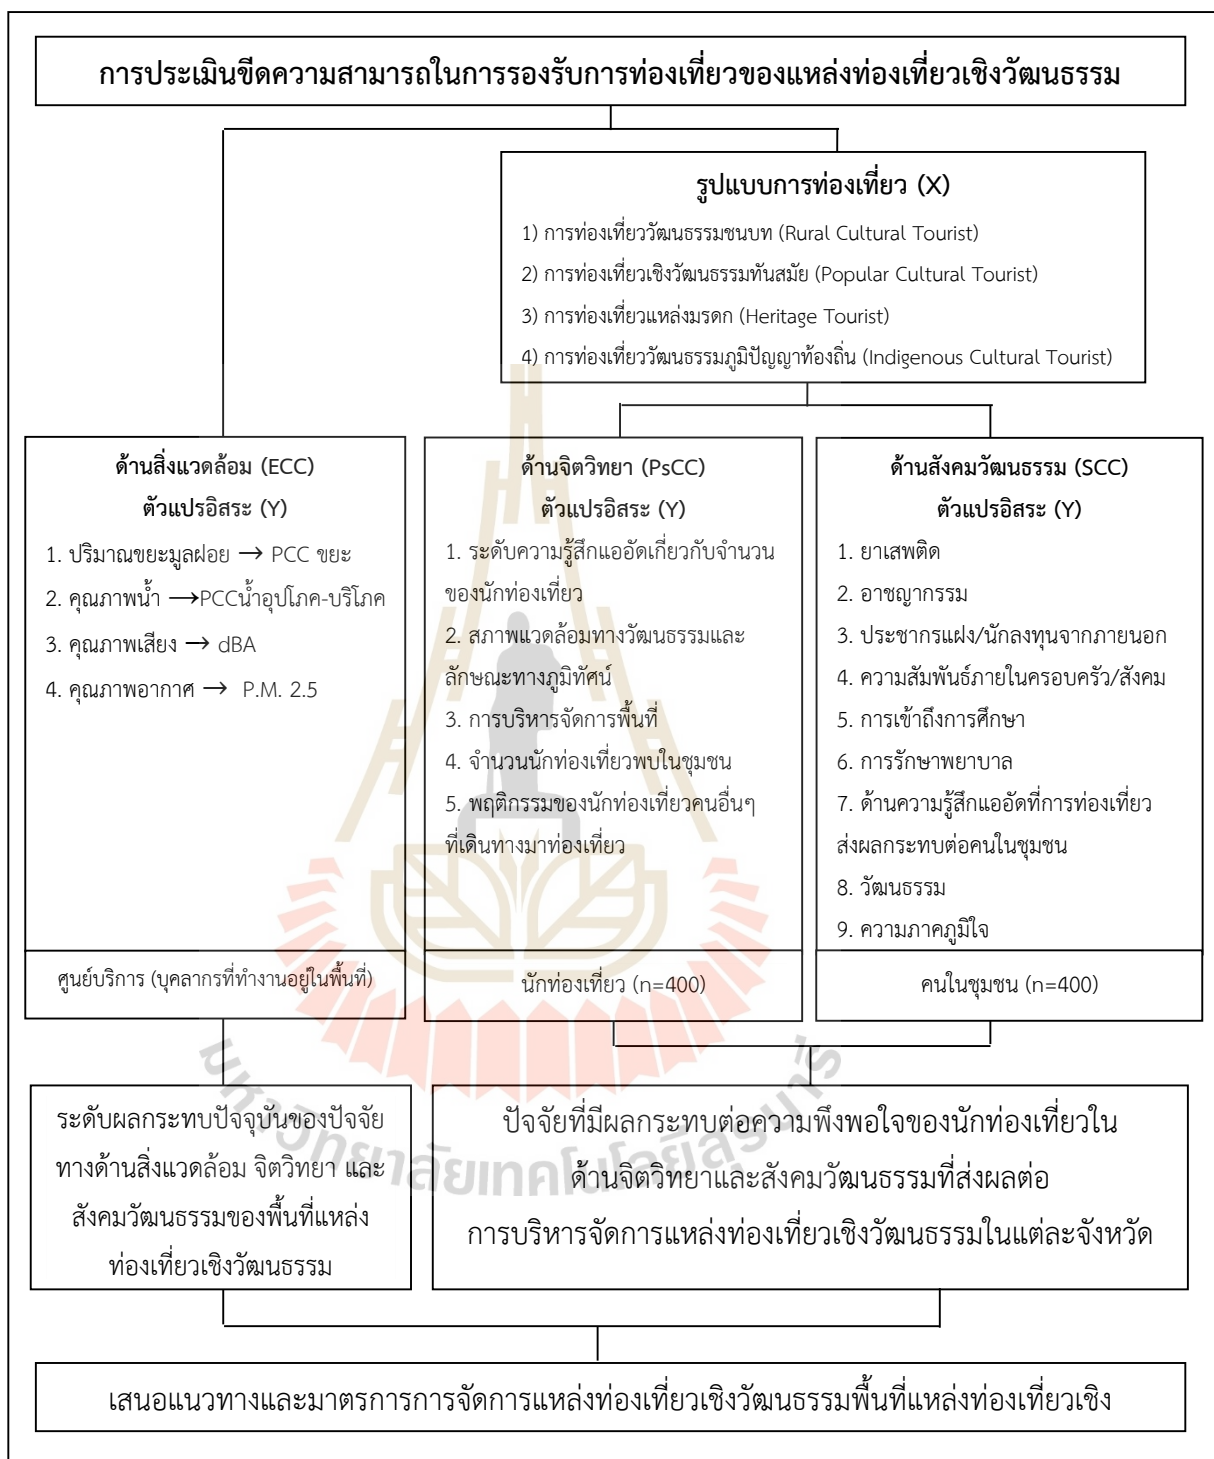 การประเมินขีดความสามารถในการรองรับการท่องเที่ยวของแหล่งท่องเที่ยวเชิงวัฒนธรรม
รูปแบบการท่องเที่ยว (X)
1) การท่องเที่ยววัฒนธรรมชนบท (Rural Cultural Tourist)
2) การท่องเที่ยวเชิงวัฒนธรรมทันสมัย (Popular Cultural Tourist)
3) การท่องเที่ยวแหล่งมรดก (Heritage Tourist)
4) การท่องเที่ยววัฒนธรรมภูมิปัญญาท้องถิ่น (Indigenous Cultural Tourist)
ด้านสิ่งแวดล้อม (ECC)
ตัวแปรอิสระ (Y)
1. ปริมาณขยะมูลฝอย → PCC ขยะ
2. คุณภาพน้ำ →PCCน้ำอุปโภค-บริโภค
3. คุณภาพเสียง → dBA
4. คุณภาพอากาศ → P.M. 2.5
ศูนย์บริการ (บุคลากรที่ทำงานอยู่ในพื้นที่)
ด้านจิตวิทยา (PsCC)
ตัวแปรอิสระ (Y)
1. ระดับความรู้สึกแออัดเกี่ยวกับจำนวน
ของนักท่องเที่ยว
2. สภาพแวดล้อมทางวัฒนธรรมและ
ลักษณะทางภูมิทัศน์
3. การบริหารจัดการพื้นที่
4. จำนวนนักท่องเที่ยวพบในชุมชน
5. พฤติกรรมของนักท่องเที่ยวคนอื่นๆ
ที่เดินทางมาท่องเที่ยว
นักท่องเที่ยว (n=400)
ด้านสังคมวัฒนธรรม (SCC)
ตัวแปรอิสระ (Y)
1. ยาเสพติด
2. อาชญากรรม
3. ประชากรแฝง/นักลงทุนจากภายนอก
4. ความสัมพันธ์ภายในครอบครัว/สังคม
5. การเข้าถึงการศึกษา
6. การรักษาพยาบาล
7. ด้านความรู้สึกแออัดที่การท่องเที่ยว
ส่งผลกระทบต่อคนในชุมชน
8. วัฒนธรรม
9. ความภาคภูมิใจ
คนในชุมชน (n=400)
ระดับผลกระทบปัจจุบันของปัจจัย
ทางด้านสิ่งแวดล้อม จิตวิทยา และ
สังคมวัฒนธรรมของพื้นที่แหล่ง
ท่องเที่ยวเชิงวัฒนธรรม
ปัจจัยที่มีผลกระทบต่อความพึงพอใจของนักท่องเที่ยวใน
ด้านจิตวิทยาและสังคมวัฒนธรรมที่ส่งผลต่อ
การบริหารจัดการแหล่งท่องเที่ยวเชิงวัฒนธรรมในแต่ละจังหวัด
มหาวิทยาลัยเทคโนโลยีสุรนารี
เสนอแนวทางและมาตรการการจัดการแหล่งท่องเที่ยวเชิงวัฒนธรรมพื้นที่แหล่งท่องเที่ยวเชิง